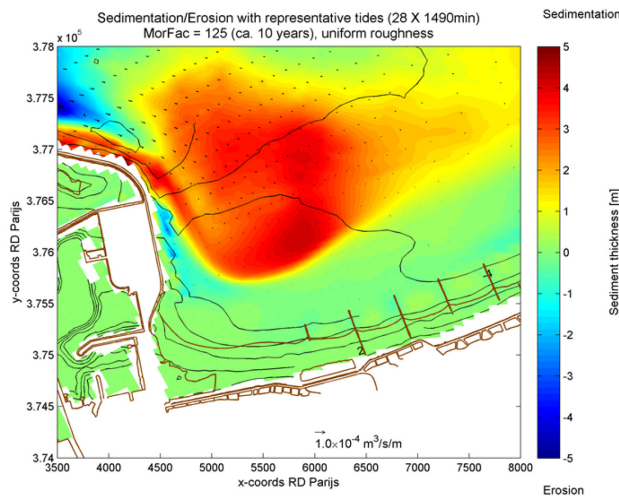 Sedimentation/Erosion with representative tides (28 X 1490min)
MorFac = 125 (ca. 10 years), uniform roughness
Sedimentation
x 10⁵
3.78
3.775
3.77
3.765
3.76
3.755
3.75
3.745
3.74
y-coords RD Parijs
3500 4000 4500 5000 5500 6000 6500 7000 7500 8000
x-coords RD Parijs
2
1.0×10⁻⁴ m³/s/m
5
4
3
2
1
0
-1
-2
-3
-4
-5
Sediment thickness [m]
Erosion